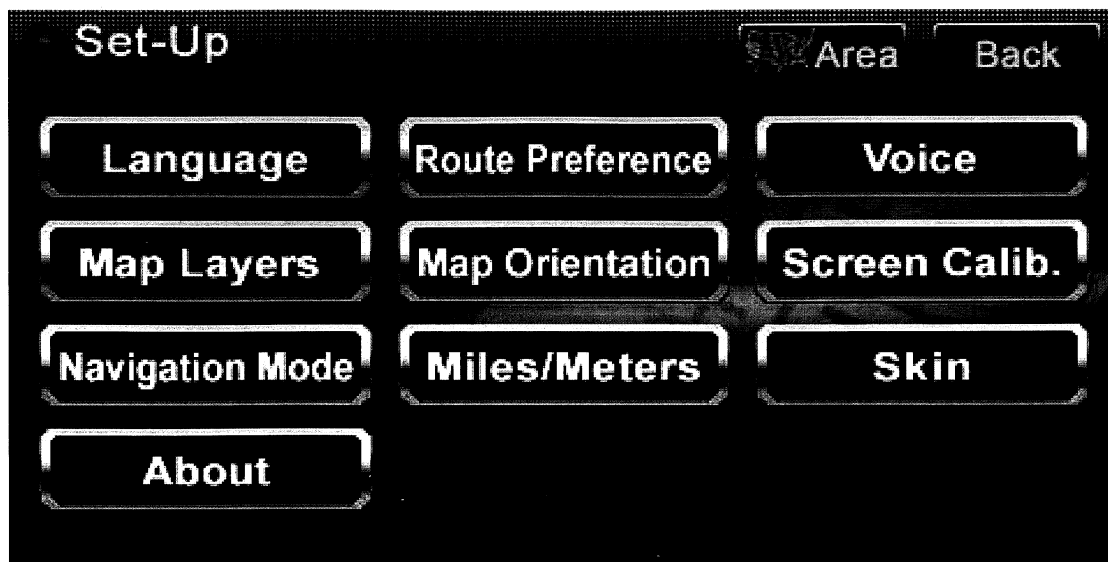 Set-Up
Area
Back
Language
Route Preference
Voice
Map Layers
Map Orientation
Screen Calib.
Navigation Mode
Miles/Meters
Skin
About